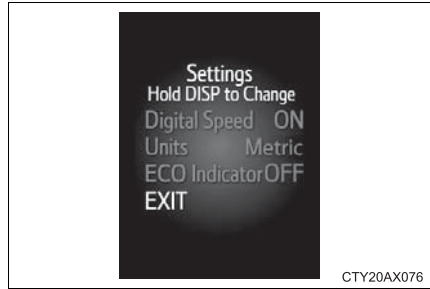 Settings
Hold DISP to Change
Digital Speed ON
Units Metric
ECO Indicator OFF
EXIT
CTY20AX076